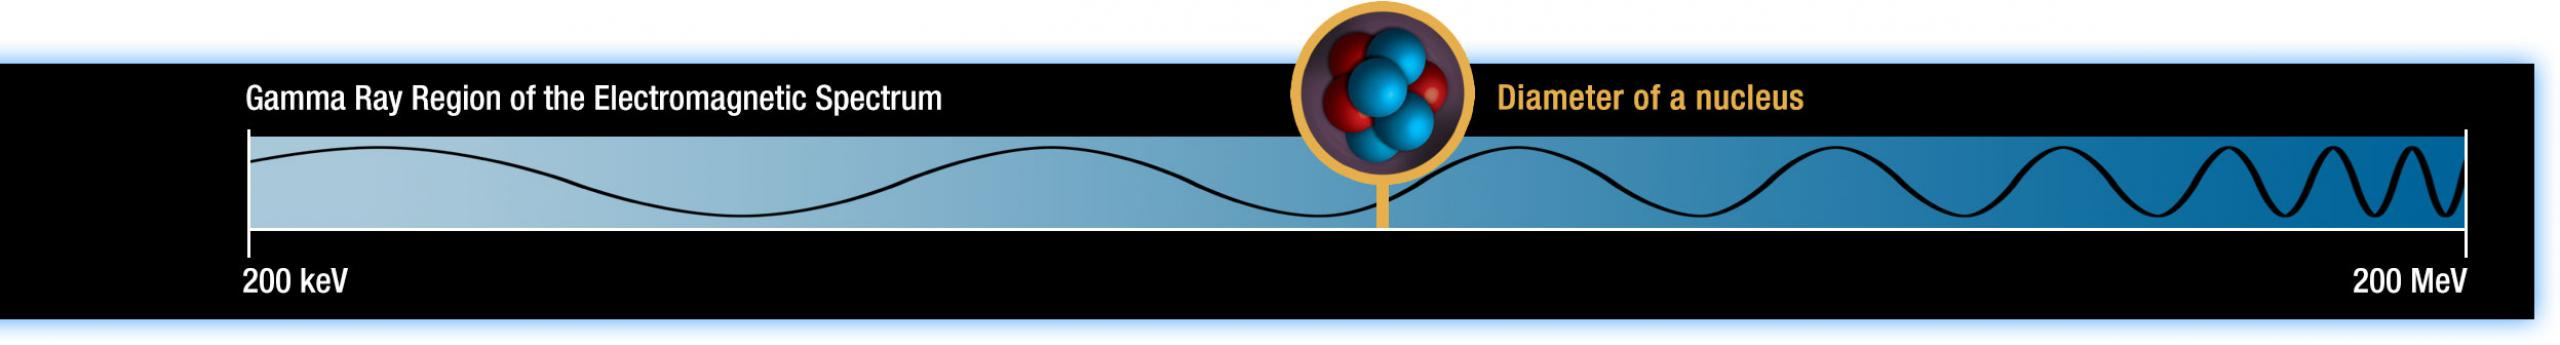 Gamma Ray Region of the Electromagnetic Spectrum
Diameter of a nucleus
200 keV
200 MeV